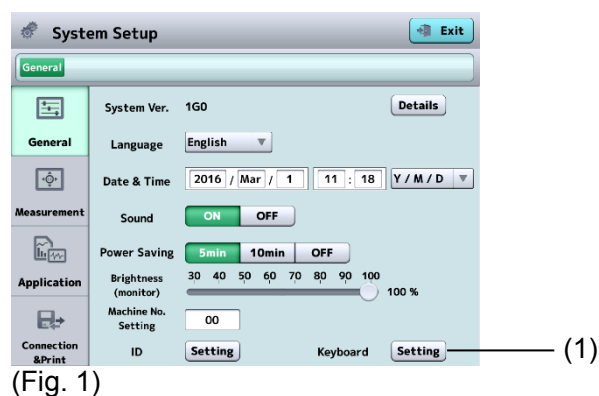 System Setup Exit
General
General
Measurement
Application
Connection
&Print
System Ver. 1G0 Details
Language English
Date & Time 2016 / Mar / 1 11 : 18 Y / M / D
Sound ON OFF
Power Saving 5min 10min OFF
Brightness
(monitor)
30 40 50 60 70 80 90 100
100 %
Machine No.
Setting
00
ID Setting Keyboard Setting (1)
(Fig. 1)